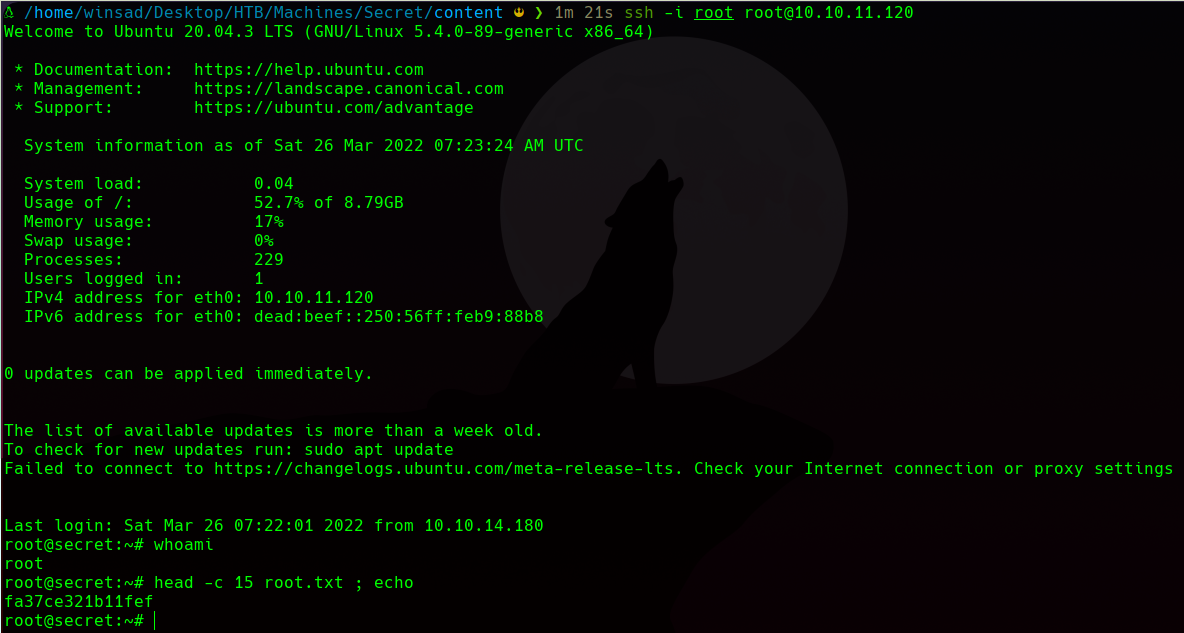 /home/winsad/Desktop/HTB/Machines/Secret/content ❯ 1m 21s ssh -i root root@10.10.11.120
Welcome to Ubuntu 20.04.3 LTS (GNU/Linux 5.4.0-89-generic x86_64)
* Documentation:  https://help.ubuntu.com
* Management:     https://landscape.canonical.com
* Support:        https://ubuntu.com/advantage
System information as of Sat 26 Mar 2022 07:23:24 AM UTC
System load:           0.04
Usage of /:            52.7% of 8.79GB
Memory usage:          17%
Swap usage:            0%
Processes:             229
Users logged in:       1
IPv4 address for eth0: 10.10.11.120
IPv6 address for eth0: dead:beef::250:56ff:feb9:88b8
0 updates can be applied immediately.
The list of available updates is more than a week old.
To check for new updates run: sudo apt update
Failed to connect to https://changelogs.ubuntu.com/meta-release-lts. Check your Internet connection or proxy settings
Last login: Sat Mar 26 07:22:01 2022 from 10.10.14.180
root@secret:~# whoami
root
root@secret:~# head -c 15 root.txt ; echo
fa37ce321b11fef
root@secret:~#